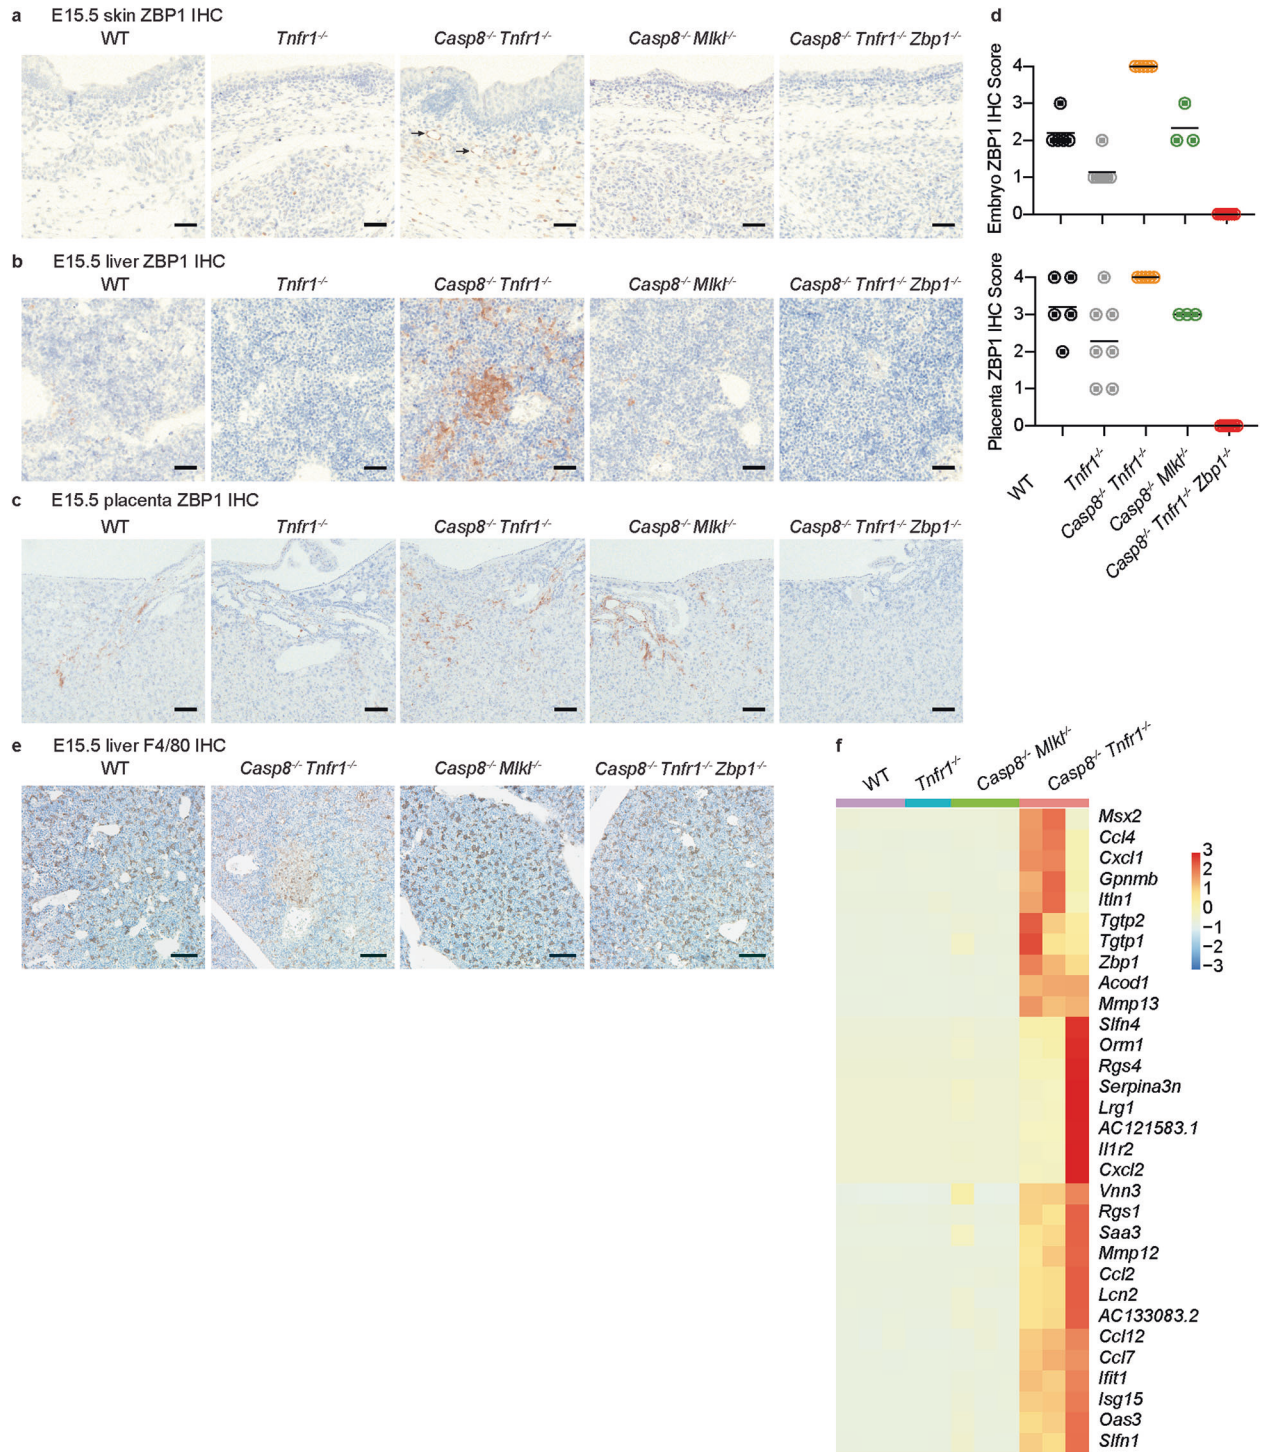 a E15.5 skin ZBP1 IHC
WT Tnfr1-/- Casp8-/- Tnfr1-/- Casp8-/- Mlkl-/- Casp8-/- Tnfr1-/- Zbp1-/-
b E15.5 liver ZBP1 IHC
WT Tnfr1-/- Casp8-/- Tnfr1-/- Casp8-/- Mlkl-/- Casp8-/- Tnfr1-/- Zbp1-/-
c E15.5 placenta ZBP1 IHC
WT Tnfr1-/- Casp8-/- Tnfr1-/- Casp8-/- Mlkl-/- Casp8-/- Tnfr1-/- Zbp1-/-
d
Embryo ZBP1 IHC Score
4
3
2
1
0
Placenta ZBP1 IHC Score
4
3
2
1
0
WT
Tnfr1-/-
Casp8-/- Tnfr1-/-
Casp8-/- Mlkl-/-
Casp8-/- Tnfr1-/- Zbp1-/-
e E15.5 liver F4/80 IHC
WT Casp8-/- Tnfr1-/- Casp8-/- Mlkl-/- Casp8-/- Tnfr1-/- Zbp1-/-
f
WT
Tnfr1-/-
Casp8-/- Mlkl-/-
Casp8-/- Tnfr1-/-
Msx2
Ccl4
Cxcl1
Gpnmb
Itln1
Tgtp2
Tgtp1
Zbp1
Acod1
Mmp13
Slfn4
Orm1
Rgs4
Serpina3n
Lrg1
AC121583.1
Il1r2
Cxcl2
Vnn3
Rgs1
Saa3
Mmp12
Ccl2
Lcn2
AC133083.2
Ccl12
Ccl7
Ifit1
Isg15
Oas3
Slfn1
3
2
1
0
−1
−2
−3